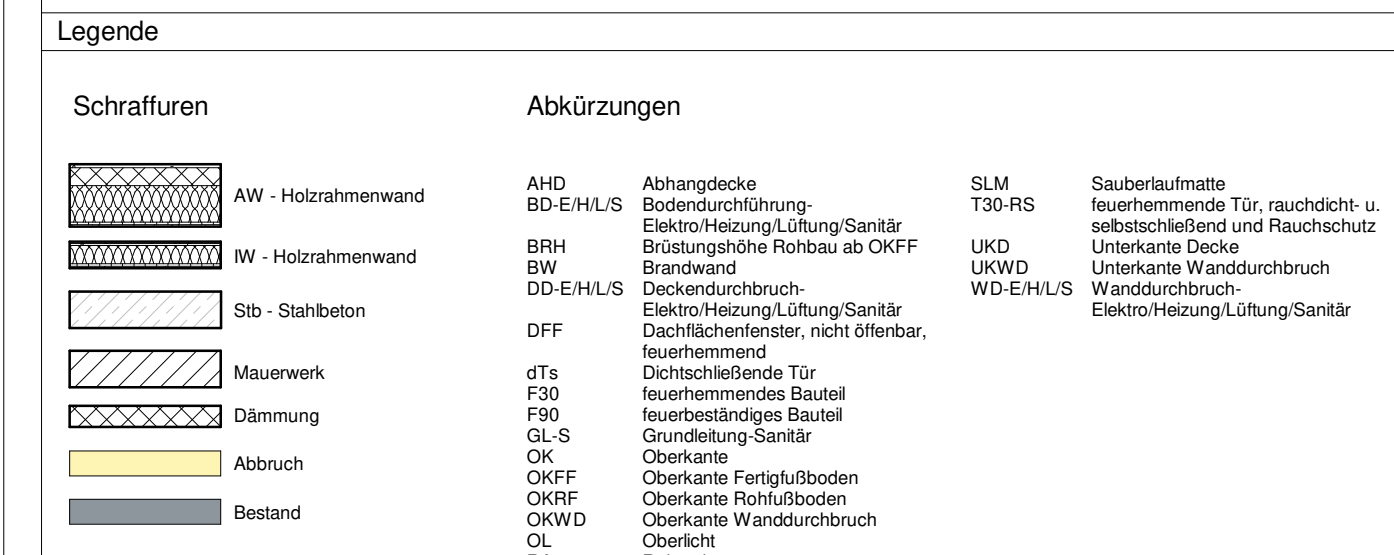 Legende
Schraffuren
AW - Holzrahmenwand
IW - Holzrahmenwand
Stb - Stahlbeton
Mauerwerk
Dämmung
Abbruch
Bestand
Abkürzungen
AHD Abhangdecke
BD-E/H/L/S Bodendurchführung-
Elektro/Heizung/Lüftung/Sanitär
BRH Brüstungshöhe Rohbau ab OKFF
BW Brandwand
DD-E/H/L/S Deckendurchbruch-
Elektro/Heizung/Lüftung/Sanitär
DFF Dachflächenfenster, nicht öffenbar,
feuerhemmend
dTs Dichtschließende Tür
F30 feuerhemmendes Bauteil
F90 feuerbeständiges Bauteil
GL-S Grundleitung-Sanitär
OK Oberkante
OKFF Oberkante Fertigfußboden
OKRF Oberkante Rohfußboden
OKWD Oberkante Wanddurchbruch
OL Oberlicht
SLM Sauberlaufmatte
T30-RS feuerhemmende Tür, rauchdicht- u.
selbstschließend und Rauchschutz
UKD Unterkante Decke
UKWD Unterkante Wanddurchbruch
WD-E/H/L/S Wanddurchbruch-
Elektro/Heizung/Lüftung/Sanitär